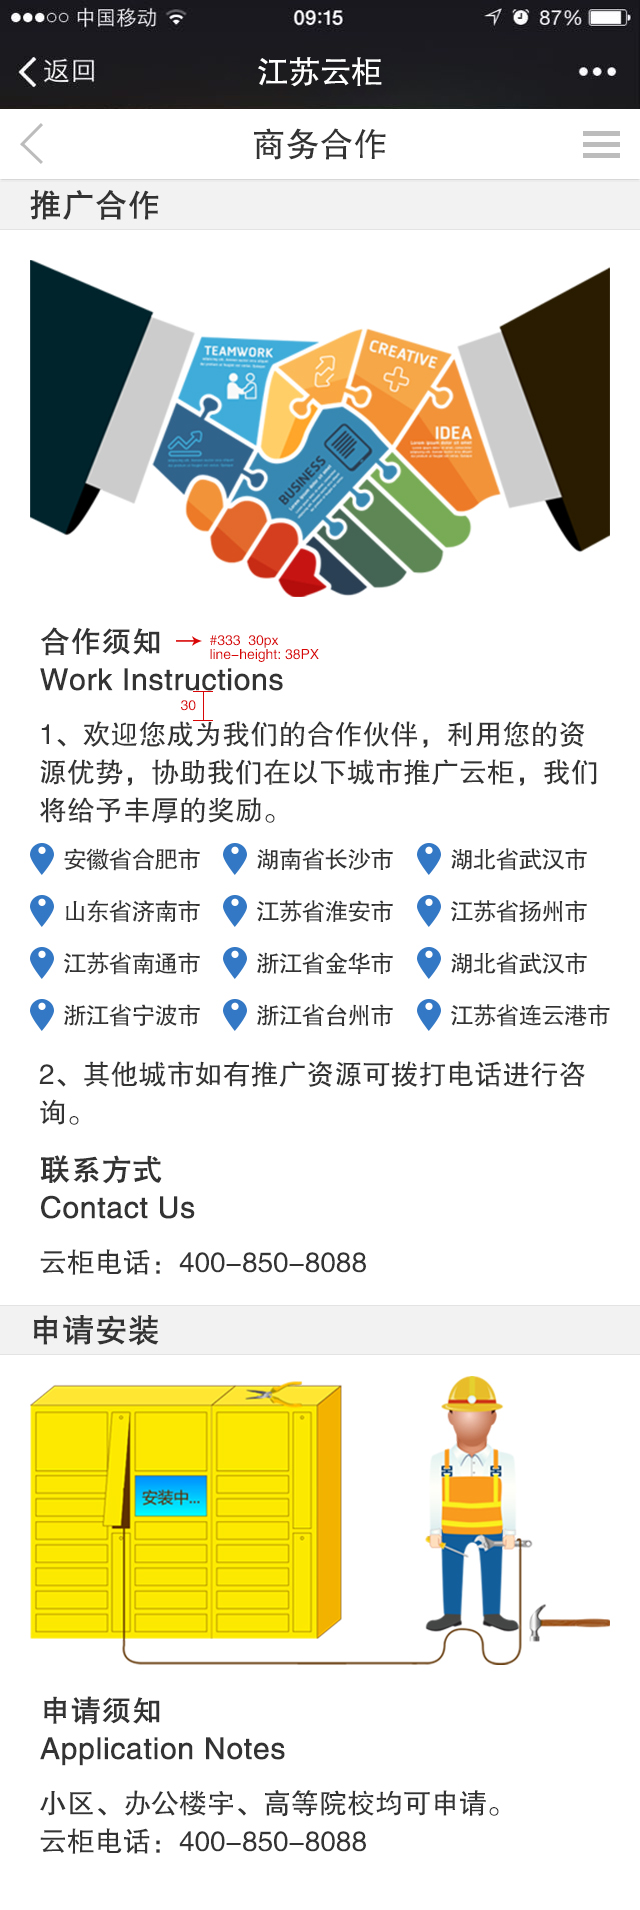 中国移动 09:15 87%
返回 江苏云柜
商务合作
推广合作
TEAMWORK
CREATIVE
IDEA
BUSINESS
合作须知 #333 30px
line-height: 38PX
Work Instructions
30
1、欢迎您成为我们的合作伙伴，利用您的资
源优势，协助我们在以下城市推广云柜，我们
将给予丰厚的奖励。
安徽省合肥市 湖南省长沙市 湖北省武汉市
山东省济南市 江苏省淮安市 江苏省扬州市
江苏省南通市 浙江省金华市 湖北省武汉市
浙江省宁波市 浙江省台州市 江苏省连云港市
2、其他城市如有推广资源可拨打电话进行咨
询。
联系方式
Contact Us
云柜电话：400-850-8088
申请安装
安装中...
申请须知
Application Notes
小区、办公楼宇、高等院校均可申请。
云柜电话：400-850-8088